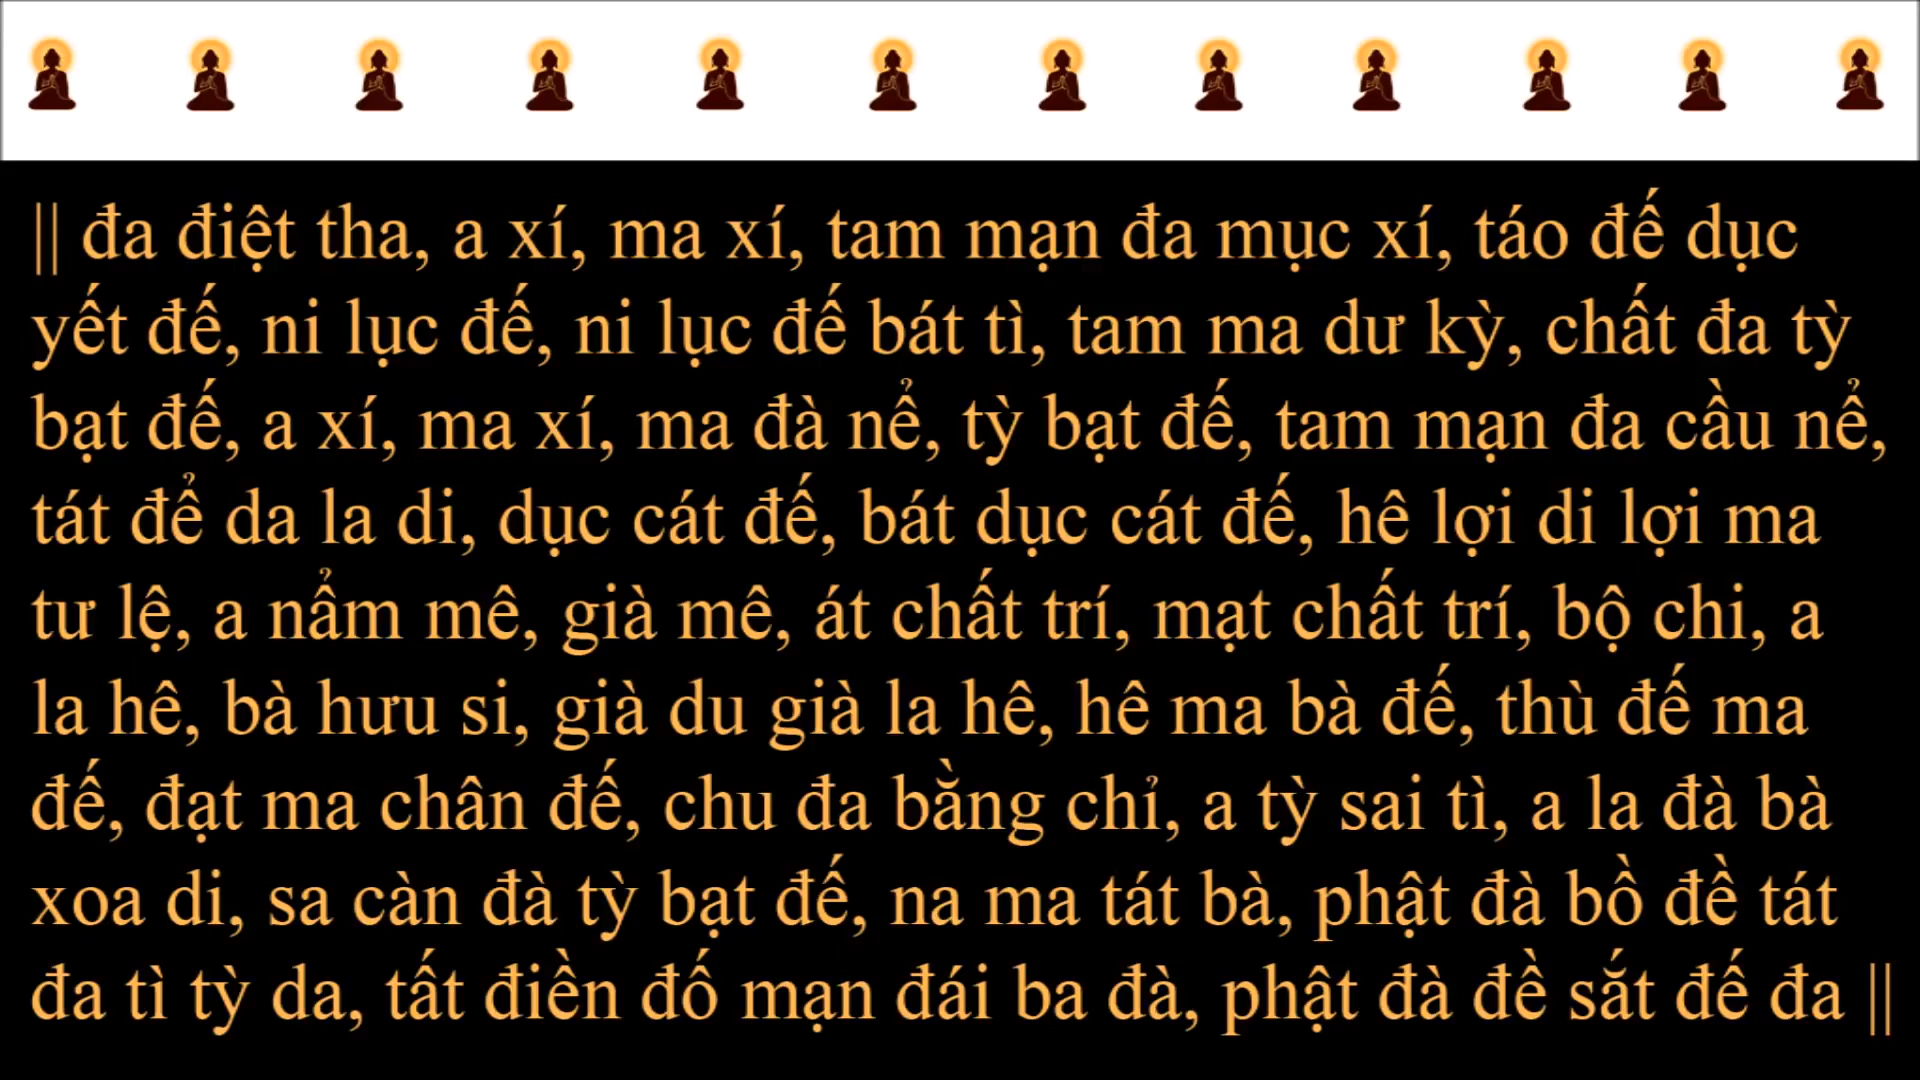 || đa điệt tha, a xí, ma xí, tam mạn đa mục xí, táo đế dục
yết đế, ni lục đế, ni lục đế bát tì, tam ma dư kỳ, chất đa tỳ
bạt đế, a xí, ma xí, ma đà nể, tỳ bạt đế, tam mạn đa cầu nể,
tát để da la di, dục cát đế, bát dục cát đế, hê lợi di lợi ma
tư lệ, a nẩm mê, già mê, át chất trí, mạt chất trí, bộ chi, a
la hê, bà hưu si, già du già la hê, hê ma bà đế, thù đế ma
đế, đạt ma chân đế, chu đa bằng chỉ, a tỳ sai tì, a la đà bà
xoa di, sa càn đà tỳ bạt đế, na ma tát bà, phật đà bồ đề tát
đa tì tỳ da, tất điền đố mạn đái ba đà, phật đà đề sắt đế đa ||